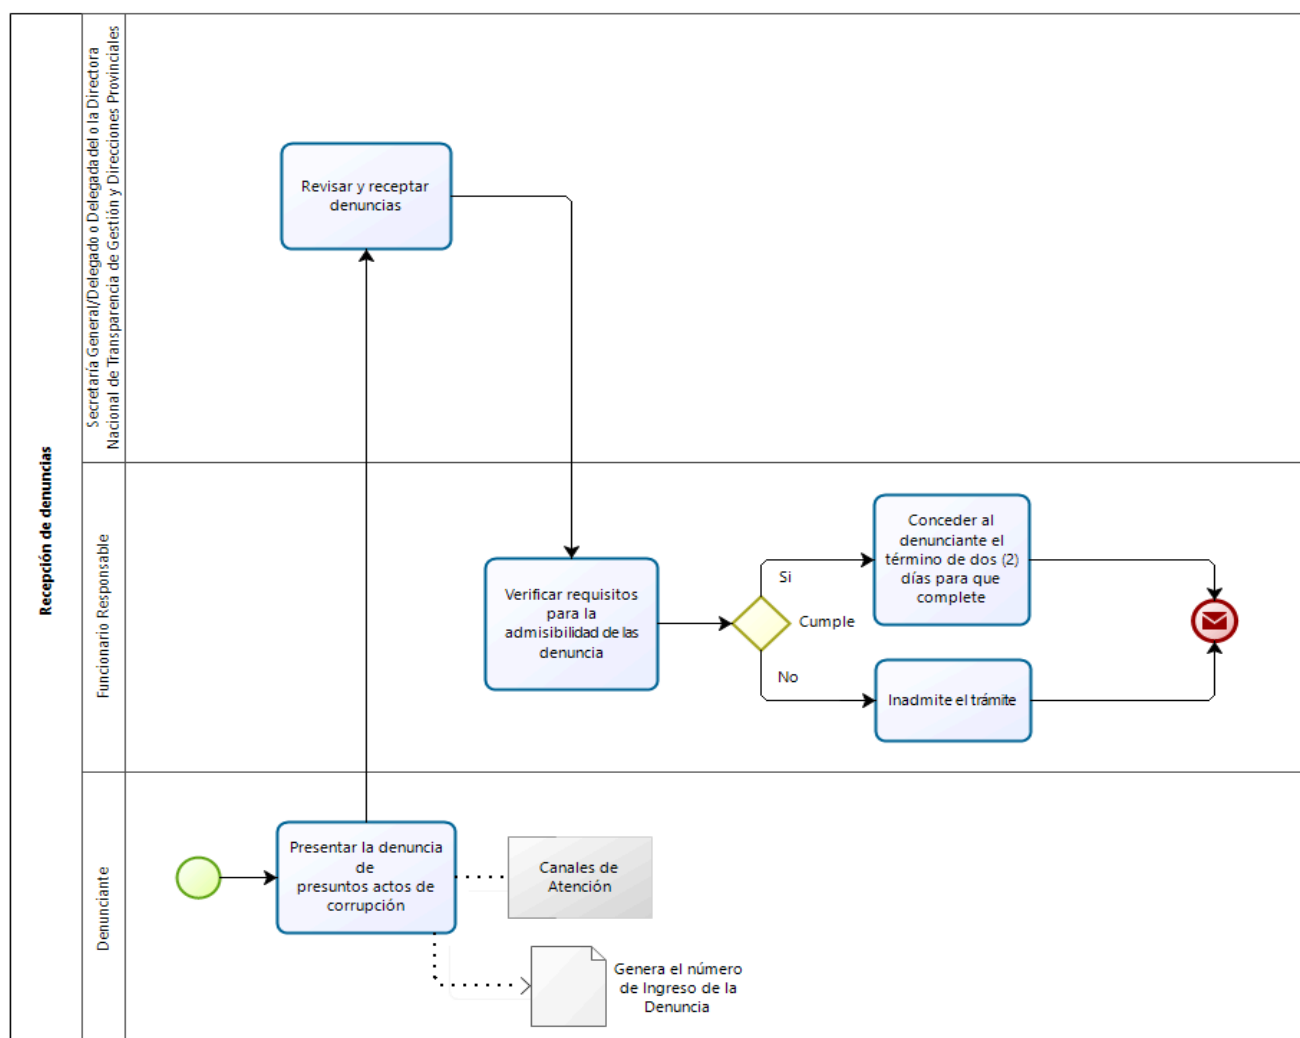 Recepción de denuncias
Secretaría General/Delegado o Delegada del o la Directora
Nacional de Transparencia de Gestión y Direcciones Provinciales
Revisar y receptar
denuncias
Funcionario Responsable
Verificar requisitos
para la
admisibilidad de las
denuncia
Si
Cumple
No
Conceder al
denunciante el
término de dos (2)
días para que
complete
Inadmite el trámite
Denunciante
Presentar la denuncia
de
presuntos actos de
corrupción
Canales de
Atención
Genera el número
de Ingreso de la
Denuncia